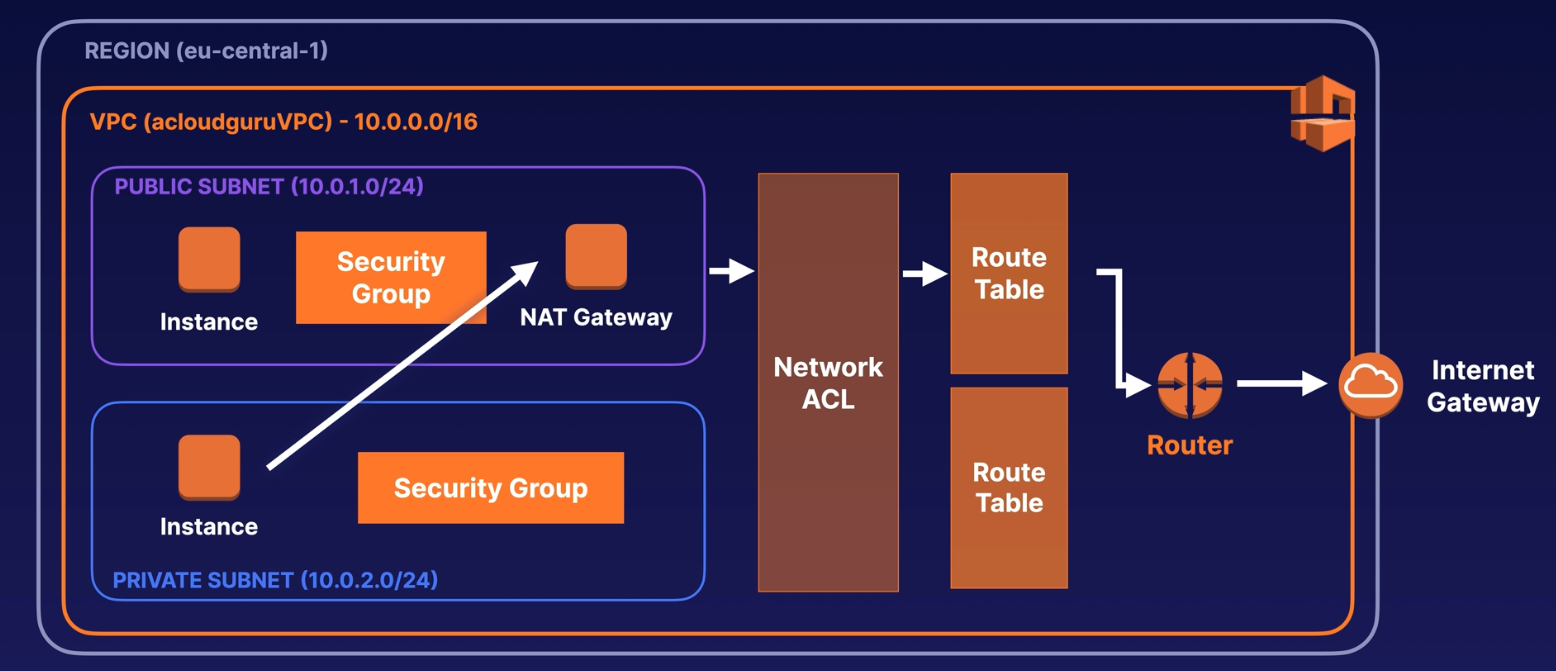 REGION (eu-central-1)
VPC (acloudguruVPC) - 10.0.0.0/16
PUBLIC SUBNET (10.0.1.0/24)
Instance
Security
Group
NAT Gateway
Instance
Security Group
PRIVATE SUBNET (10.0.2.0/24)
Network
ACL
Route
Table
Route
Table
Router
Internet
Gateway